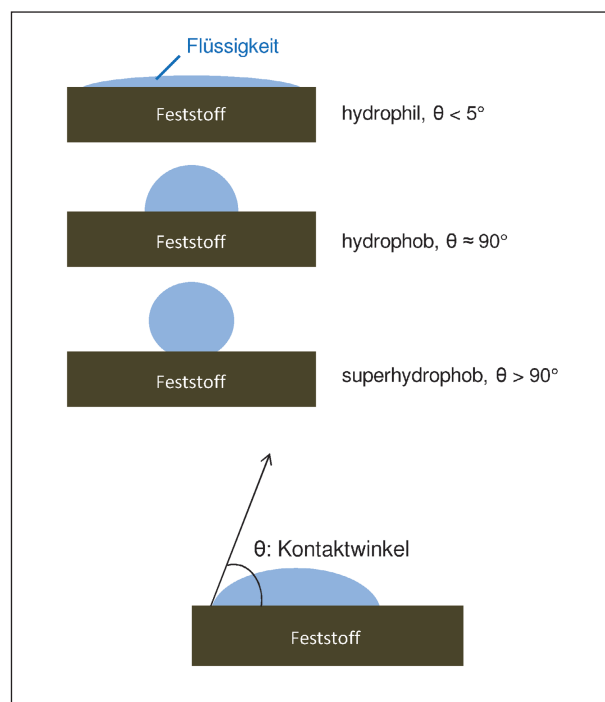 Flüssigkeit
Feststoff
hydrophil, θ < 5°
Feststoff
hydrophob, θ ≈ 90°
Feststoff
superhydrophob, θ > 90°
θ: Kontaktwinkel
Feststoff